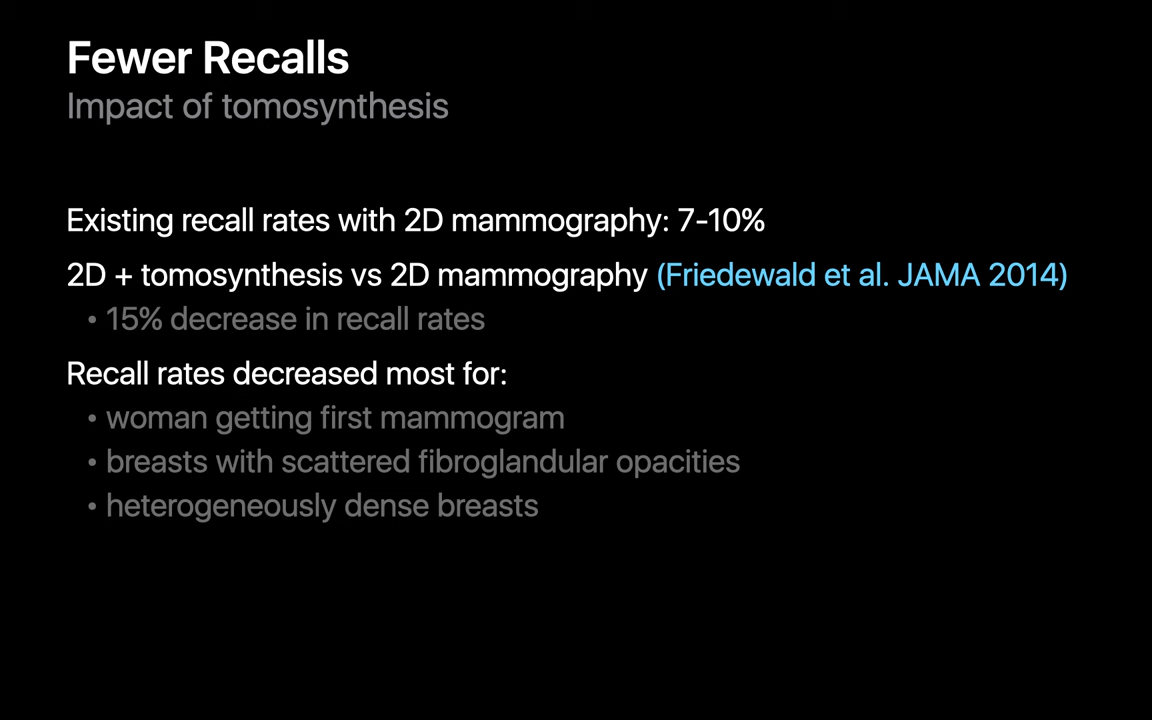 Fewer Recalls
Impact of tomosynthesis
Existing recall rates with 2D mammography: 7-10%
2D + tomosynthesis vs 2D mammography (Friedewald et al. JAMA 2014)
• 15% decrease in recall rates
Recall rates decreased most for:
• woman getting first mammogram
• breasts with scattered fibroglandular opacities
• heterogeneously dense breasts